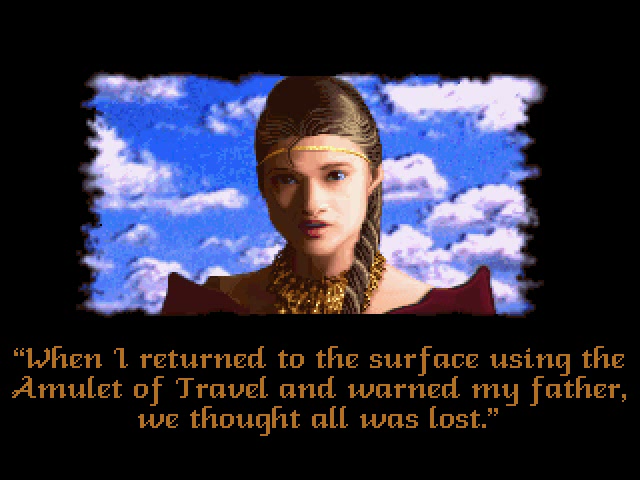 “When I returned to the surface using the
Amulet of Travel and warned my father,
we thought all was lost.”